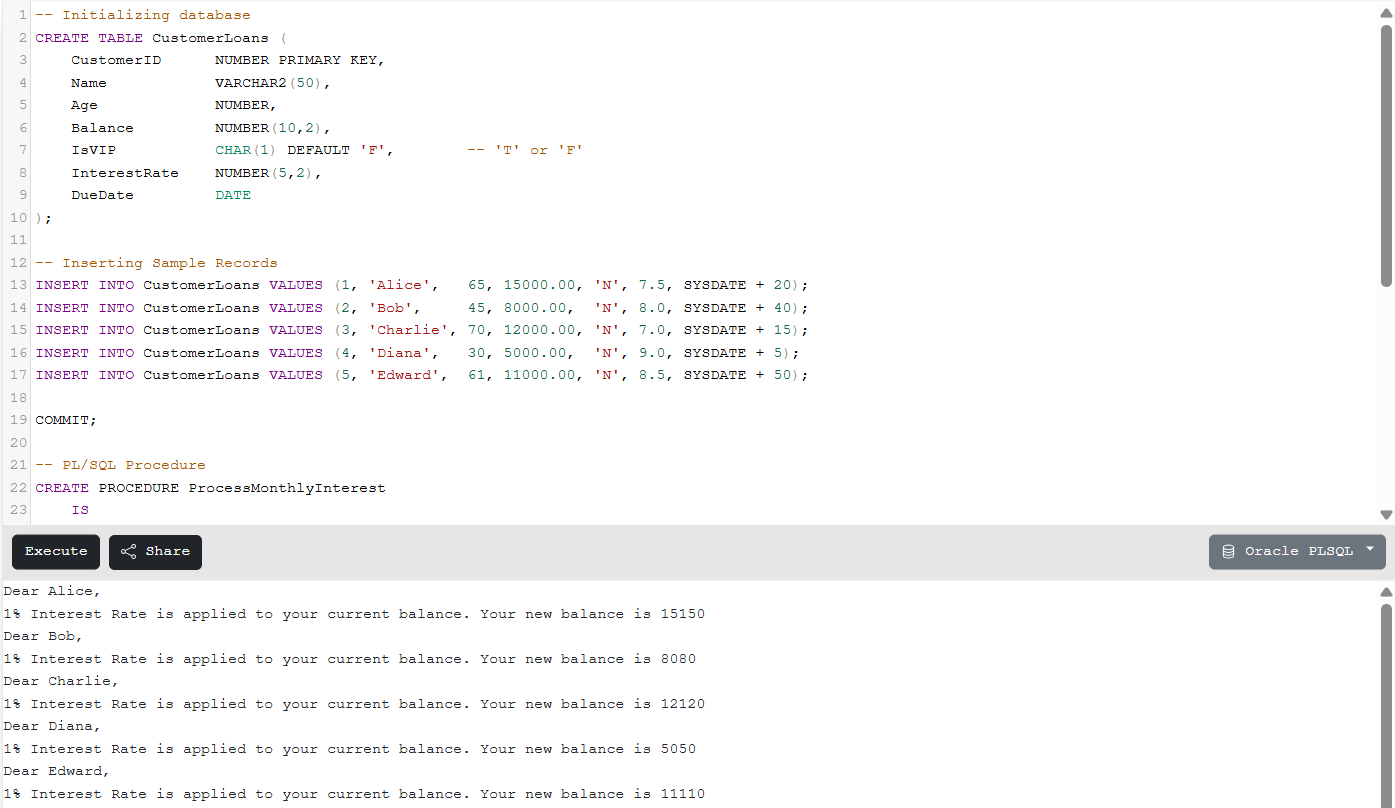 1 -- Initializing database
2 CREATE TABLE CustomerLoans (
3 CustomerID NUMBER PRIMARY KEY,
4 Name VARCHAR2(50),
5 Age NUMBER,
6 Balance NUMBER(10,2),
7 IsVIP CHAR(1) DEFAULT 'F', -- 'T' or 'F'
8 InterestRate NUMBER(5,2),
9 DueDate DATE
10 );
11
12 -- Inserting Sample Records
13 INSERT INTO CustomerLoans VALUES (1, 'Alice', 65, 15000.00, 'N', 7.5, SYSDATE + 20);
14 INSERT INTO CustomerLoans VALUES (2, 'Bob', 45, 8000.00, 'N', 8.0, SYSDATE + 40);
15 INSERT INTO CustomerLoans VALUES (3, 'Charlie', 70, 12000.00, 'N', 7.0, SYSDATE + 15);
16 INSERT INTO CustomerLoans VALUES (4, 'Diana', 30, 5000.00, 'N', 9.0, SYSDATE + 5);
17 INSERT INTO CustomerLoans VALUES (5, 'Edward', 61, 11000.00, 'N', 8.5, SYSDATE + 50);
18
19 COMMIT;
20
21 -- PL/SQL Procedure
22 CREATE PROCEDURE ProcessMonthlyInterest
23 IS
Execute Share Oracle PLSQL
Dear Alice,
1% Interest Rate is applied to your current balance. Your new balance is 15150
Dear Bob,
1% Interest Rate is applied to your current balance. Your new balance is 8080
Dear Charlie,
1% Interest Rate is applied to your current balance. Your new balance is 12120
Dear Diana,
1% Interest Rate is applied to your current balance. Your new balance is 5050
Dear Edward,
1% Interest Rate is applied to your current balance. Your new balance is 11110